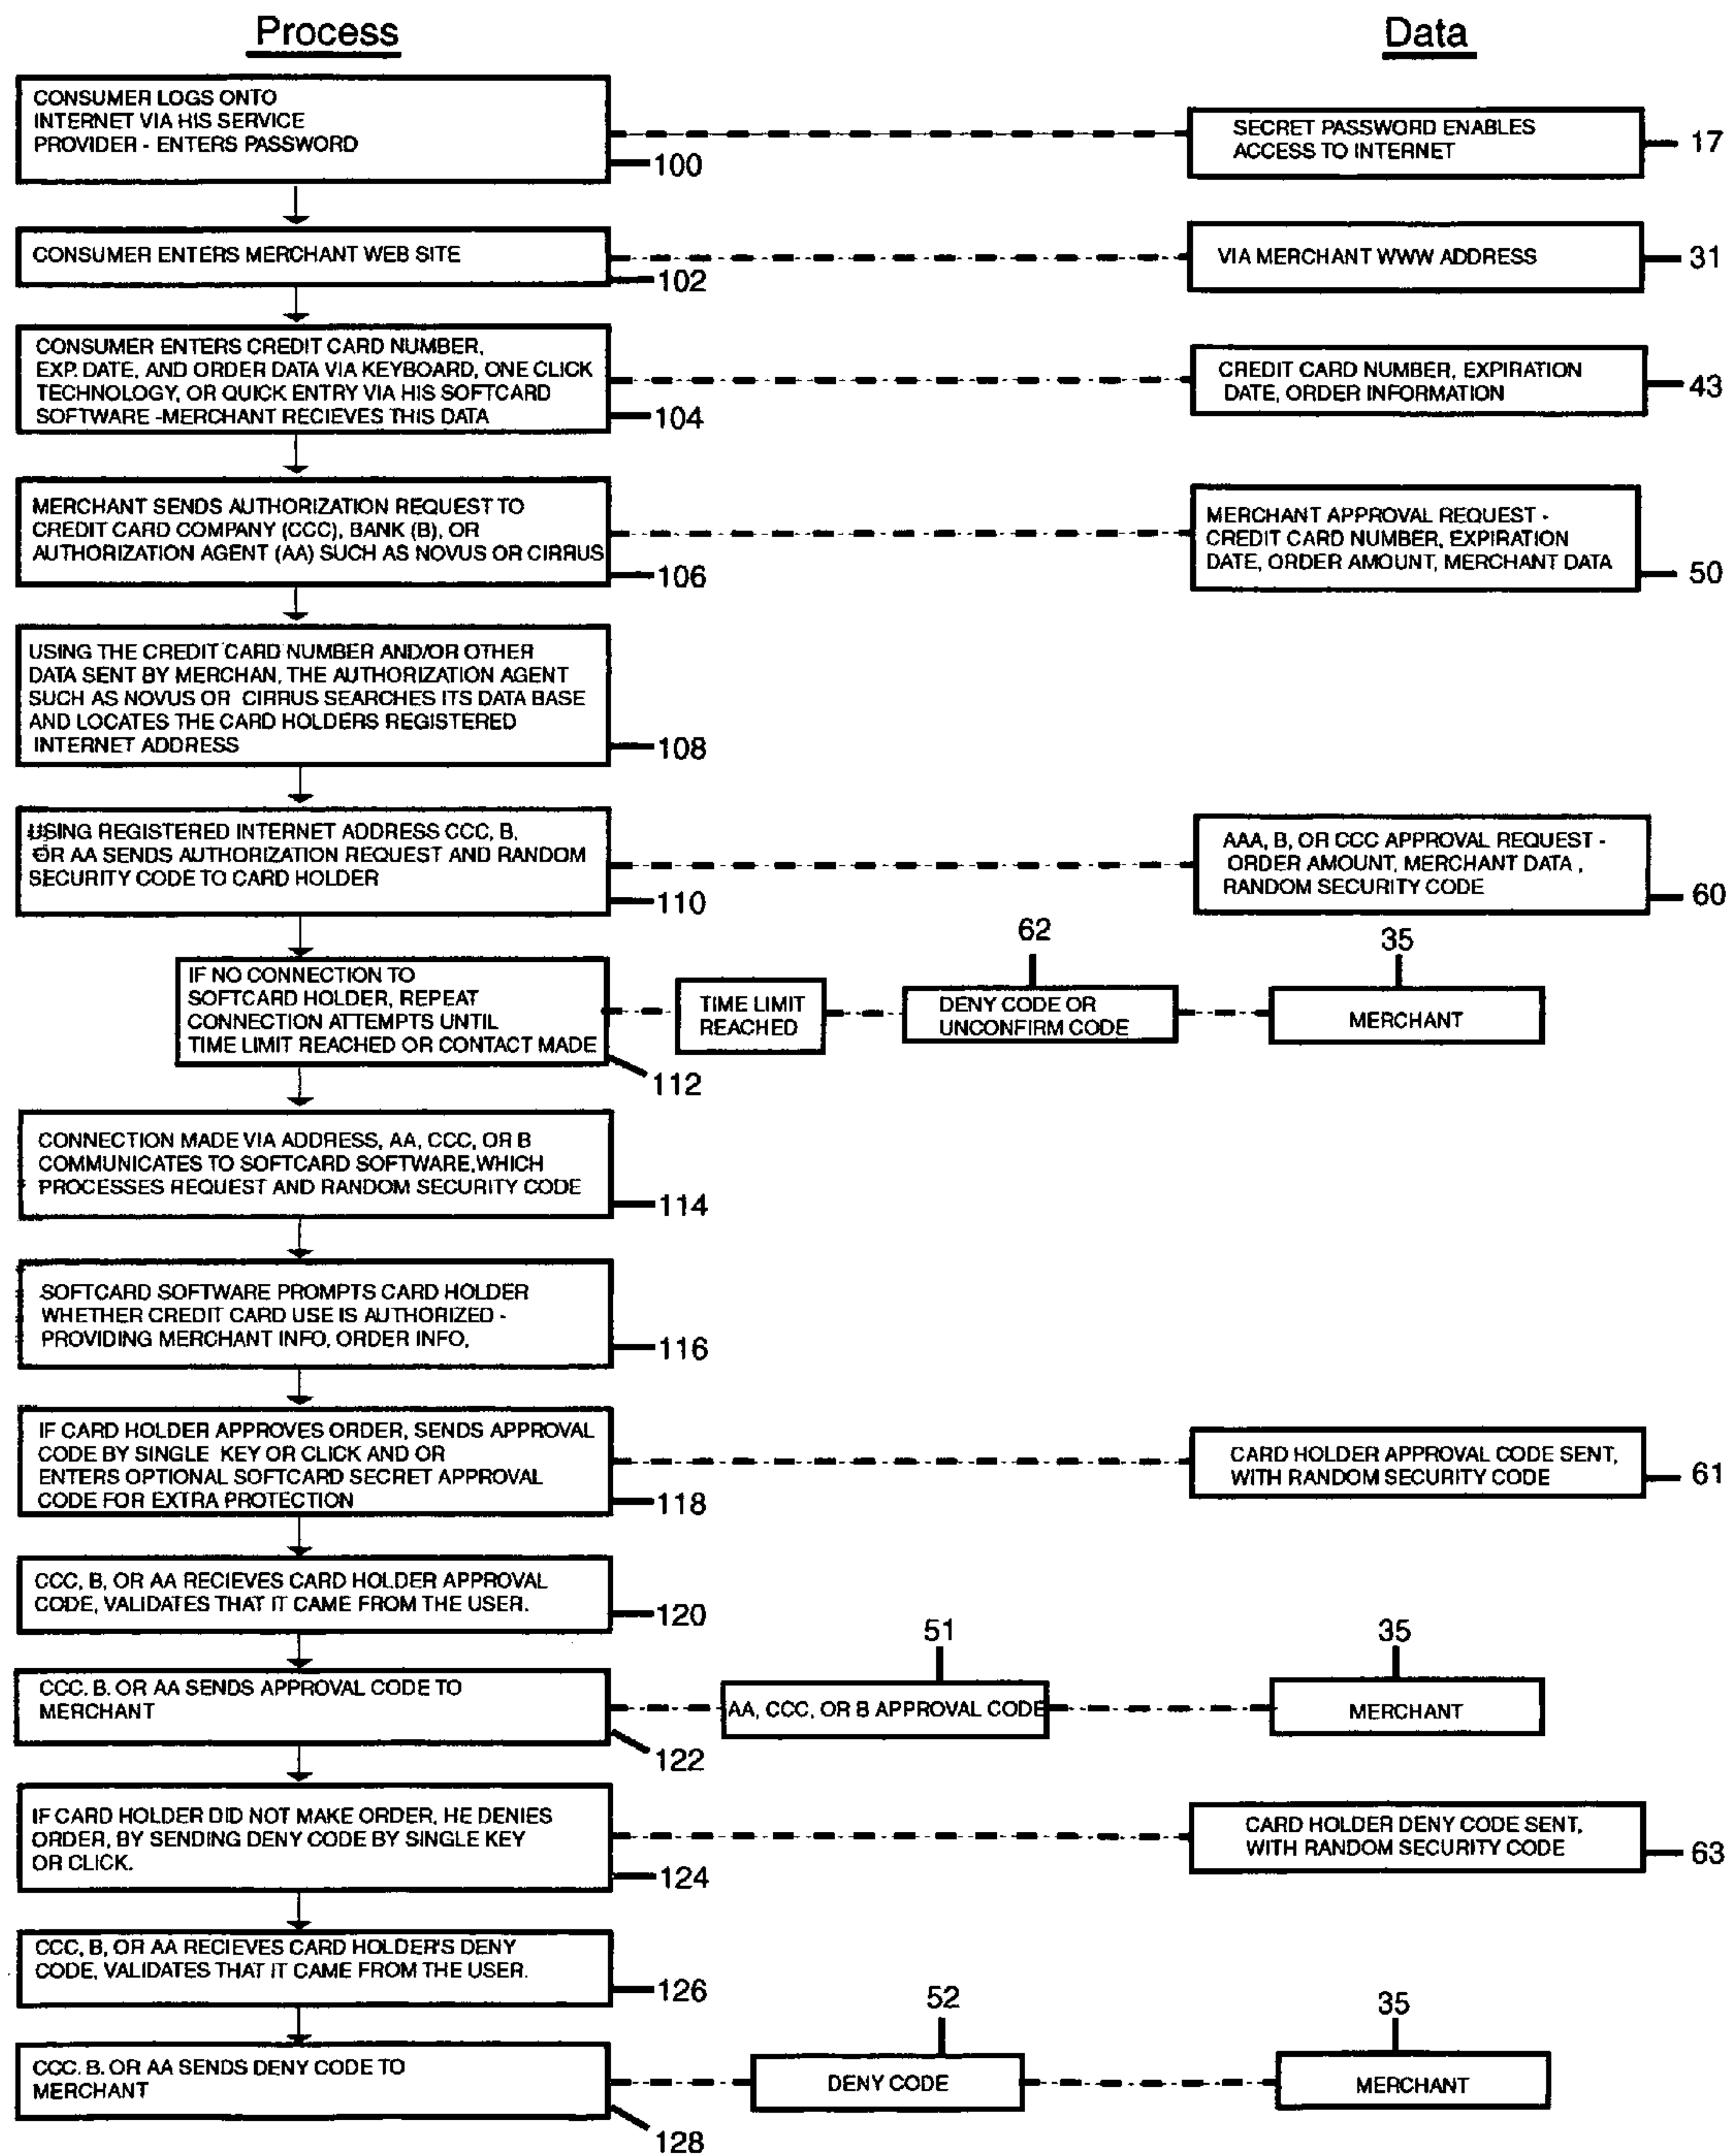 Process
Data
CONSUMER LOGS ONTO
INTERNET VIA HIS SERVICE
PROVIDER - ENTERS PASSWORD
100
SECRET PASSWORD ENABLES
ACCESS TO INTERNET
17
CONSUMER ENTERS MERCHANT WEB SITE
102
VIA MERCHANT WWW ADDRESS
31
CONSUMER ENTERS CREDIT CARD NUMBER,
EXP. DATE, AND ORDER DATA VIA KEYBOARD, ONE CLICK
TECHNOLOGY, OR QUICK ENTRY VIA HIS SOFTCARD
SOFTWARE -MERCHANT RECIEVES THIS DATA
104
CREDIT CARD NUMBER, EXPIRATION
DATE, ORDER INFORMATION
43
MERCHANT SENDS AUTHORIZATION REQUEST TO
CREDIT CARD COMPANY (CCC), BANK (B), OR
AUTHORIZATION AGENT (AA) SUCH AS NOVUS OR CIRRUS
106
MERCHANT APPROVAL REQUEST -
CREDIT CARD NUMBER, EXPIRATION
DATE, ORDER AMOUNT, MERCHANT DATA
50
USING THE CREDIT CARD NUMBER AND/OR OTHER
DATA SENT BY MERCHAN, THE AUTHORIZATION AGENT
SUCH AS NOVUS OR CIRRUS SEARCHES ITS DATA BASE
AND LOCATES THE CARD HOLDERS REGISTERED
INTERNET ADDRESS
108
USING REGISTERED INTERNET ADDRESS CCC, B,
OR AA SENDS AUTHORIZATION REQUEST AND RANDOM
SECURITY CODE TO CARD HOLDER
110
AAA, B, OR CCC APPROVAL REQUEST -
ORDER AMOUNT, MERCHANT DATA ,
RANDOM SECURITY CODE
60
IF NO CONNECTION TO
SOFTCARD HOLDER, REPEAT
CONNECTION ATTEMPTS UNTIL
TIME LIMIT REACHED OR CONTACT MADE
112
TIME LIMIT
REACHED
62
DENY CODE OR
UNCONFIRM CODE
35
MERCHANT
CONNECTION MADE VIA ADDRESS, AA, CCC, OR B
COMMUNICATES TO SOFTCARD SOFTWARE,WHICH
PROCESSES REQUEST AND RANDOM SECURITY CODE
114
SOFTCARD SOFTWARE PROMPTS CARD HOLDER
WHETHER CREDIT CARD USE IS AUTHORIZED -
PROVIDING MERCHANT INFO, ORDER INFO,
116
IF CARD HOLDER APPROVES ORDER, SENDS APPROVAL
CODE BY SINGLE KEY OR CLICK AND OR
ENTERS OPTIONAL SOFTCARD SECRET APPROVAL
CODE FOR EXTRA PROTECTION
118
CARD HOLDER APPROVAL CODE SENT,
WITH RANDOM SECURITY CODE
61
CCC, B, OR AA RECIEVES CARD HOLDER APPROVAL
CODE, VALIDATES THAT IT CAME FROM THE USER.
120
CCC. B. OR AA SENDS APPROVAL CODE TO
MERCHANT
122
51
AA, CCC, OR B APPROVAL CODE
35
MERCHANT
IF CARD HOLDER DID NOT MAKE ORDER, HE DENIES
ORDER, BY SENDING DENY CODE BY SINGLE KEY
OR CLICK.
124
CARD HOLDER DENY CODE SENT,
WITH RANDOM SECURITY CODE
63
CCC, B, OR AA RECIEVES CARD HOLDER'S DENY
CODE, VALIDATES THAT IT CAME FROM THE USER.
126
CCC. B. OR AA SENDS DENY CODE TO
MERCHANT
128
52
DENY CODE
35
MERCHANT